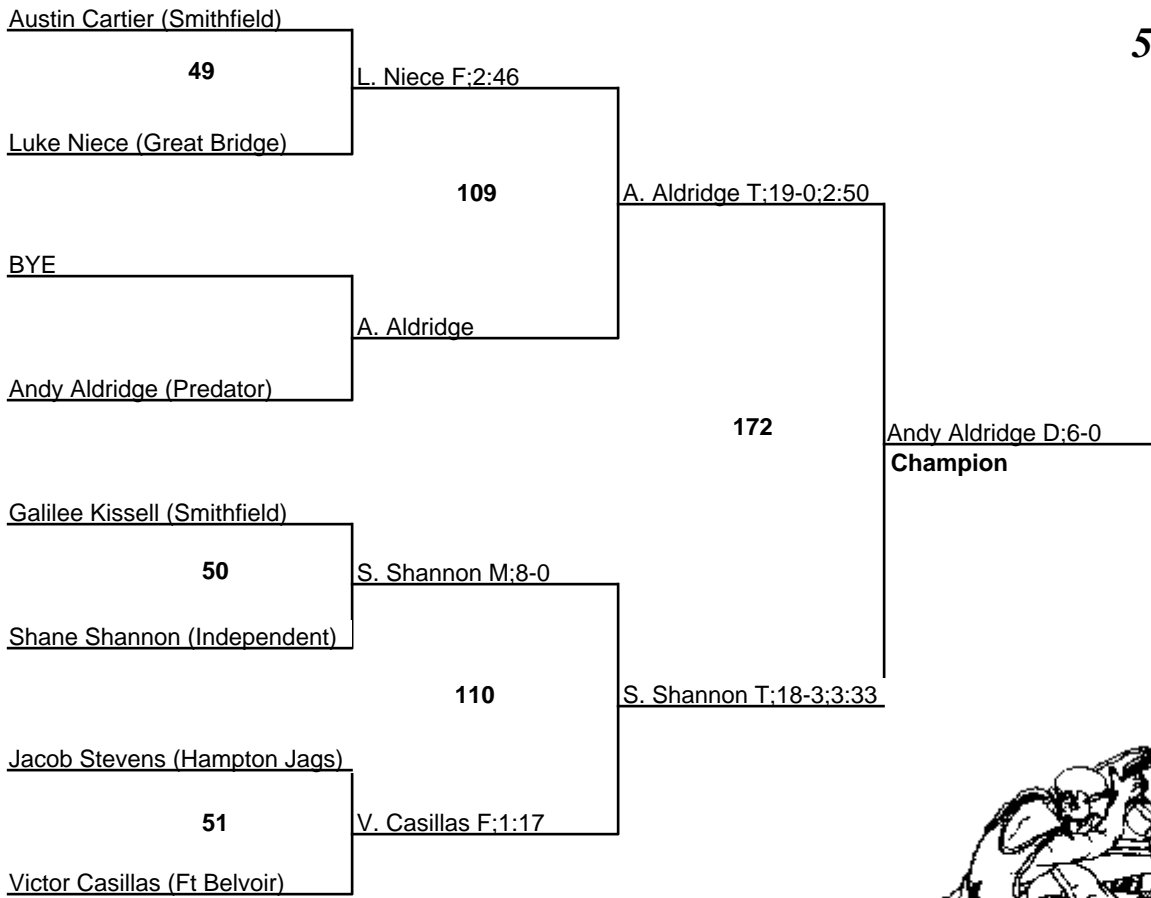 Austin Cartier (Smithfield)
5
49
L. Niece F;2:46
Luke Niece (Great Bridge)
109
A. Aldridge T;19-0;2:50
BYE
A. Aldridge
Andy Aldridge (Predator)
172
Andy Aldridge D;6-0
Champion
Galilee Kissell (Smithfield)
50
S. Shannon M;8-0
Shane Shannon (Independent)
110
S. Shannon T;18-3;3:33
Jacob Stevens (Hampton Jags)
51
V. Casillas F;1:17
Victor Casillas (Ft Belvoir)